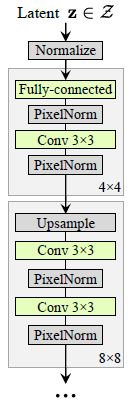 Latent z ∈ 𝒵
Normalize
Fully-connected
PixelNorm
Conv 3×3
PixelNorm
4×4
Upsample
Conv 3×3
PixelNorm
Conv 3×3
PixelNorm
8×8
...